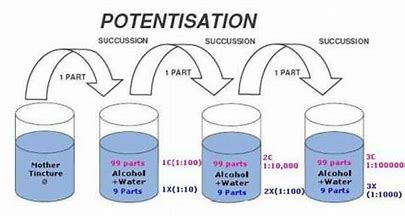 POTENTISATION
SUCCUSSION
SUCCUSSION
SUCCUSSION
1 PART
1 PART
1 PART
Mother
Tincture
Ø
99 parts
Alcohol
+Water
9 Parts
1C(1:100)
1X(1:10)
99 parts
Alcohol
+Water
9 Parts
2C
1:10,000
2X(1:100)
99 parts
Alcohol
+Water
9 Parts
3C
1:1000000
3X
(1:1000)